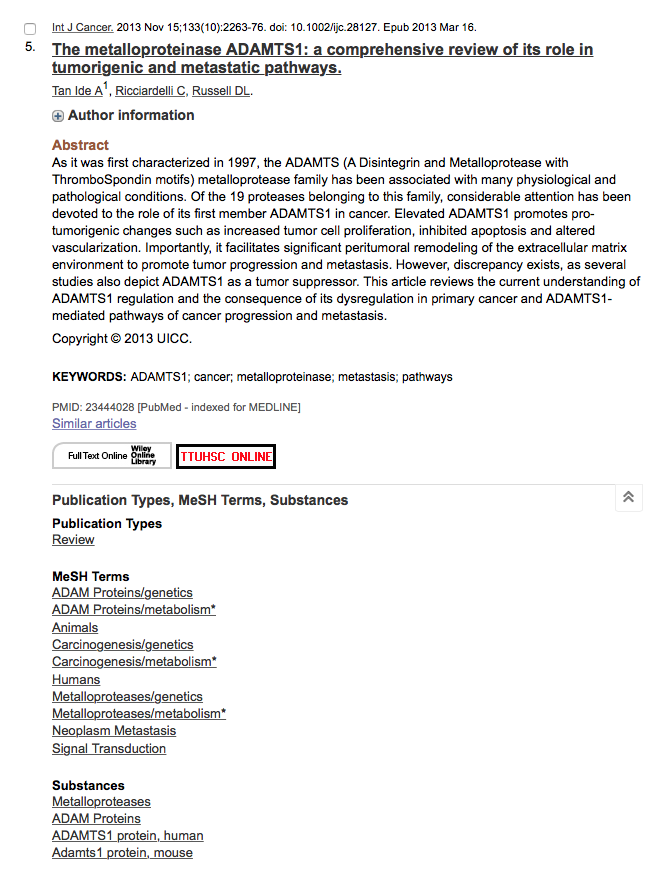 Int J Cancer. 2013 Nov 15;133(10):2263-76. doi: 10.1002/ijc.28127. Epub 2013 Mar 16.
5. The metalloproteinase ADAMTS1: a comprehensive review of its role in
tumorigenic and metastatic pathways.
Tan Ide A1, Ricciardelli C, Russell DL.
Author information
Abstract
As it was first characterized in 1997, the ADAMTS (A Disintegrin and Metalloprotease with
ThromboSpondin motifs) metalloprotease family has been associated with many physiological and
pathological conditions. Of the 19 proteases belonging to this family, considerable attention has been
devoted to the role of its first member ADAMTS1 in cancer. Elevated ADAMTS1 promotes pro-
tumorigenic changes such as increased tumor cell proliferation, inhibited apoptosis and altered
vascularization. Importantly, it facilitates significant peritumoral remodeling of the extracellular matrix
environment to promote tumor progression and metastasis. However, discrepancy exists, as several
studies also depict ADAMTS1 as a tumor suppressor. This article reviews the current understanding of
ADAMTS1 regulation and the consequence of its dysregulation in primary cancer and ADAMTS1-
mediated pathways of cancer progression and metastasis.
Copyright © 2013 UICC.
KEYWORDS: ADAMTS1; cancer; metalloproteinase; metastasis; pathways
PMID: 23444028 [PubMed - indexed for MEDLINE]
Similar articles
Full Text Online Wiley Online Library TTUHSC ONLINE
Publication Types, MeSH Terms, Substances
Publication Types
Review
MeSH Terms
ADAM Proteins/genetics
ADAM Proteins/metabolism*
Animals
Carcinogenesis/genetics
Carcinogenesis/metabolism*
Humans
Metalloproteases/genetics
Metalloproteases/metabolism*
Neoplasm Metastasis
Signal Transduction
Substances
Metalloproteases
ADAM Proteins
ADAMTS1 protein, human
Adamts1 protein, mouse